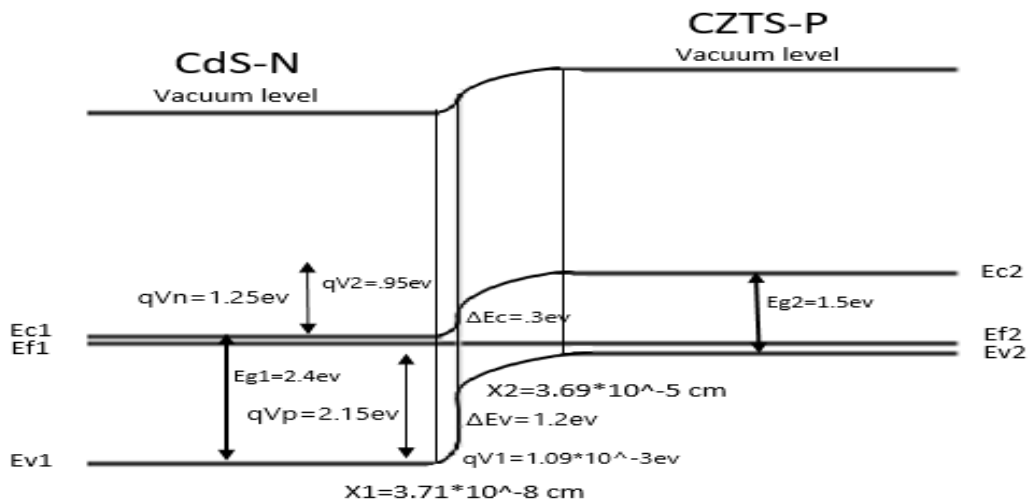 CZTS-P
Vacuum level
CdS-N
Vacuum level
Ec2
qV2=.95ev
qVn=1.25ev
Eg2=1.5ev
ΔEc=.3ev
Ec1
Ef1
Ef2
Ev2
Eg1=2.4ev
X2=3.69*10^-5 cm
qVp=2.15ev
ΔEv=1.2ev
Ev1
qV1=1.09*10^-3ev
X1=3.71*10^-8 cm